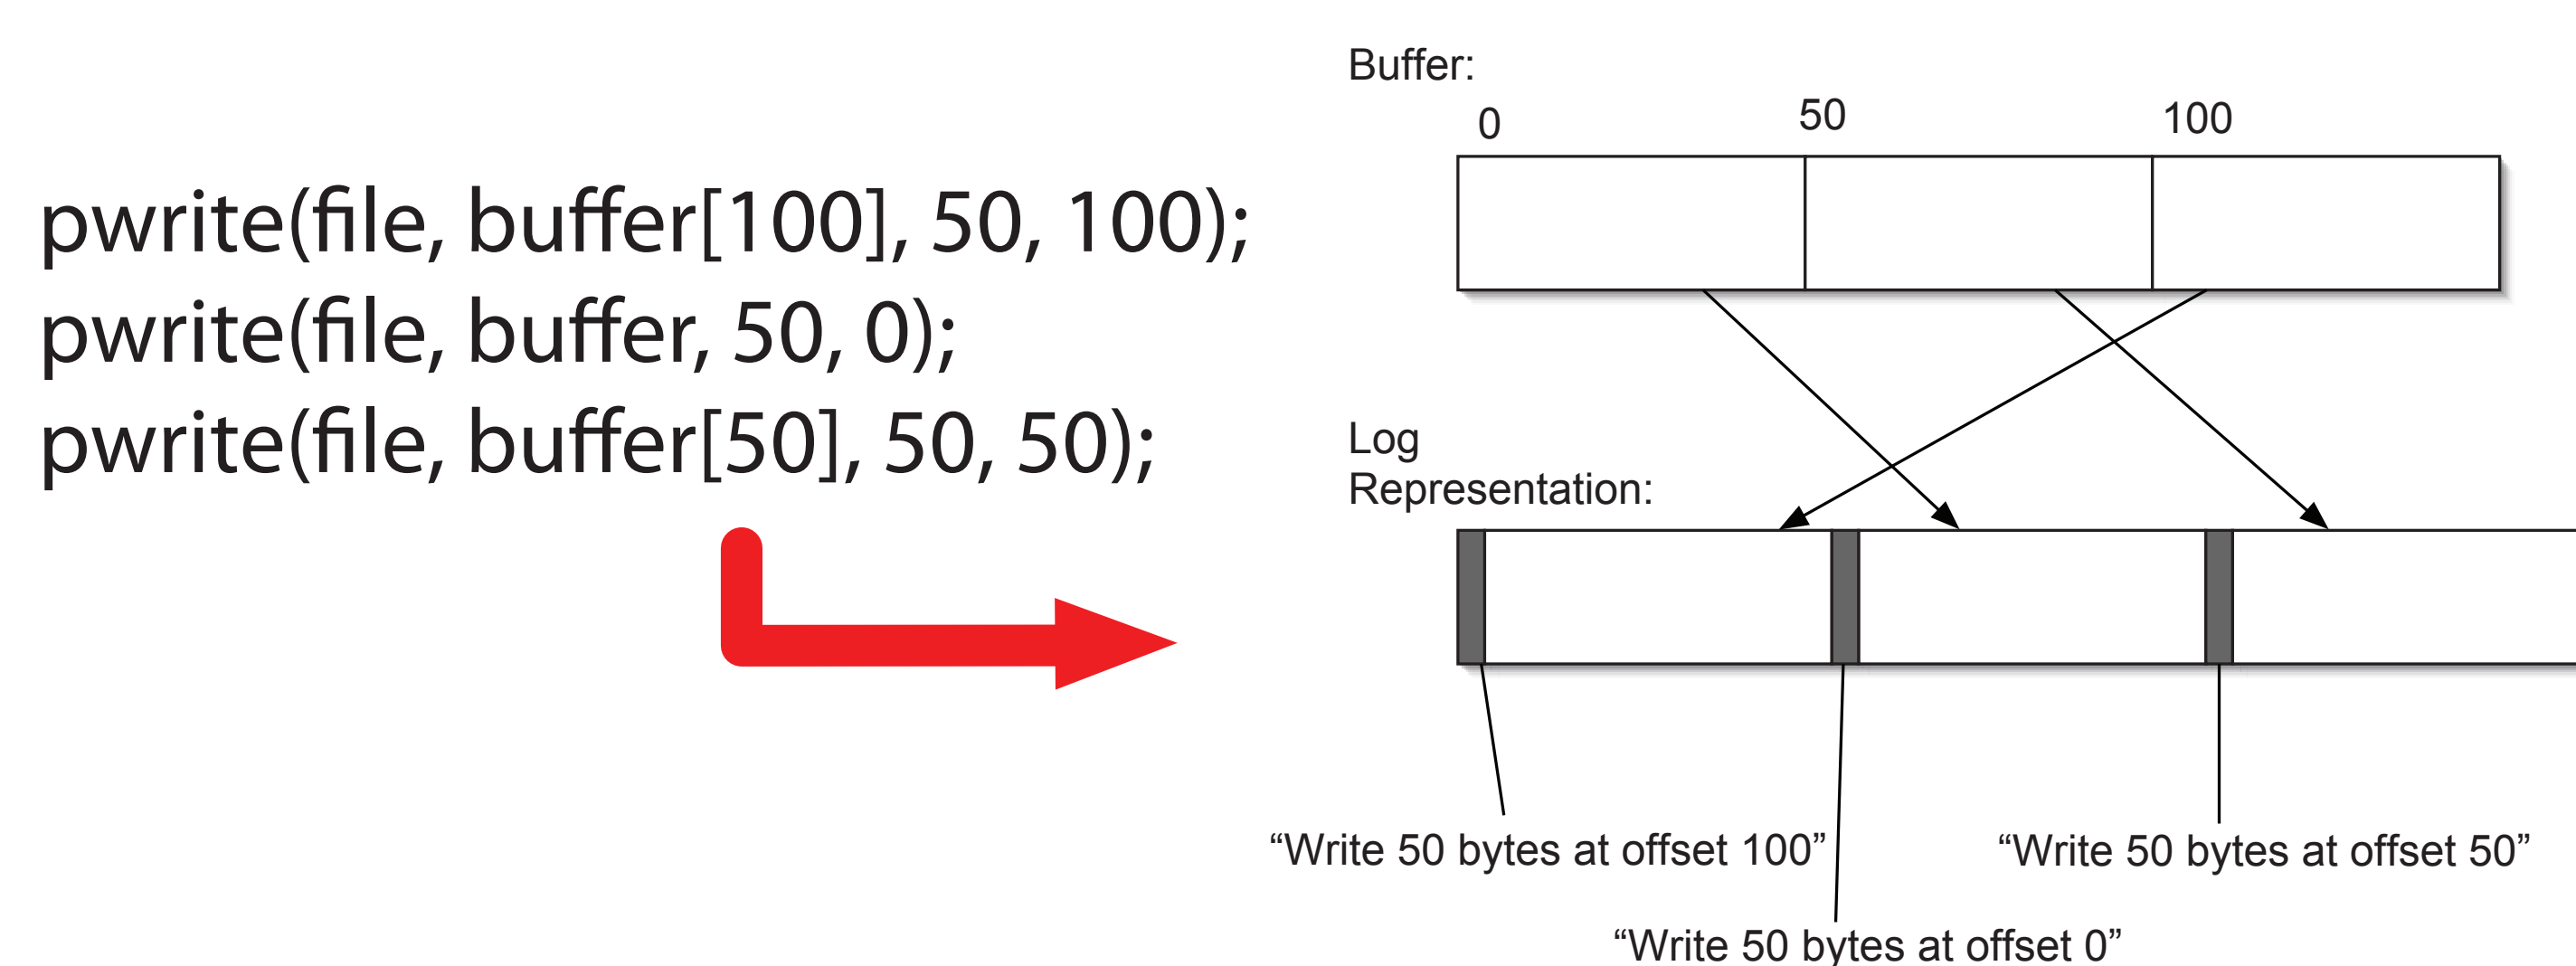 pwrite(file, buffer[100], 50, 100);
pwrite(file, buffer, 50, 0);
pwrite(file, buffer[50], 50, 50);
Buffer:
0 50 100
Log
Representation:
“Write 50 bytes at offset 100” “Write 50 bytes at offset 50”
“Write 50 bytes at offset 0”